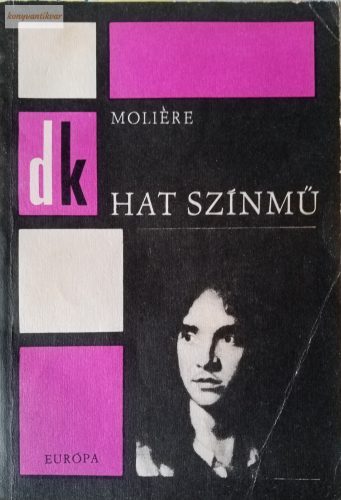 konyvantikvar
MOLIÈRE
dk
HAT SZÍNMŰ
EURÓPA